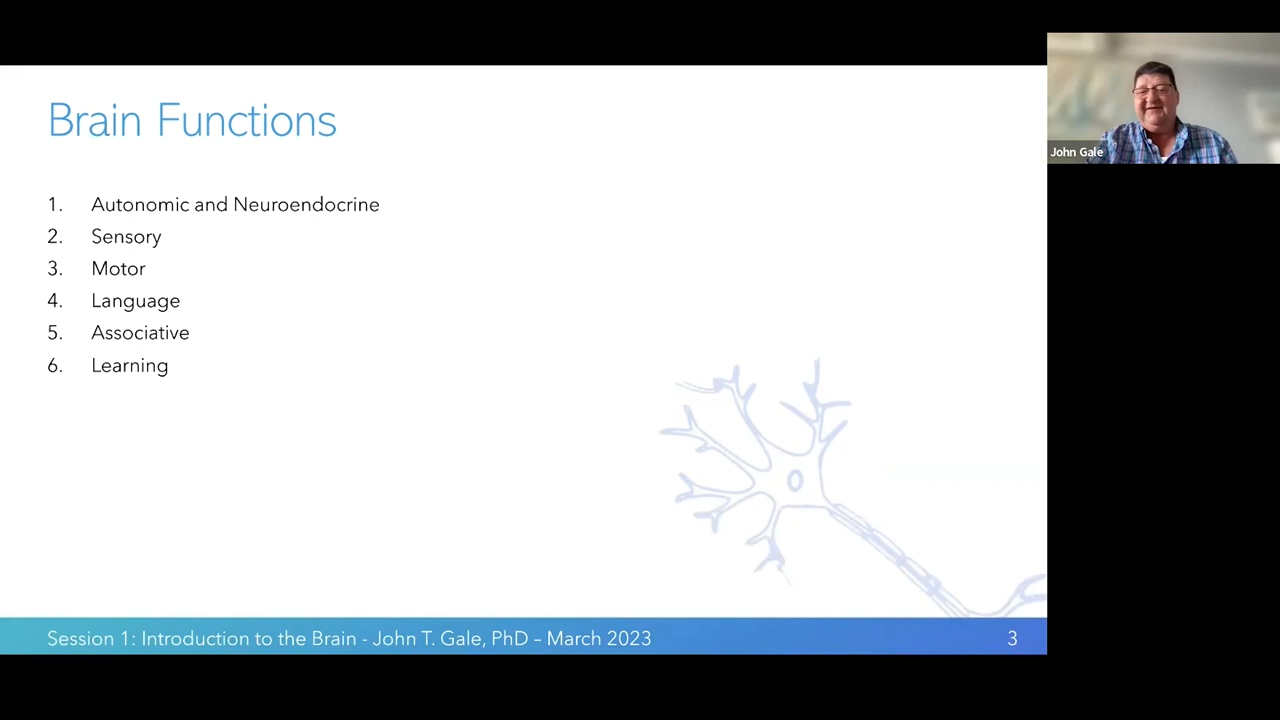 Brain Functions
1. Autonomic and Neuroendocrine
2. Sensory
3. Motor
4. Language
5. Associative
6. Learning
John Gale
Session 1: Introduction to the Brain - John T. Gale, PhD – March 2023 3